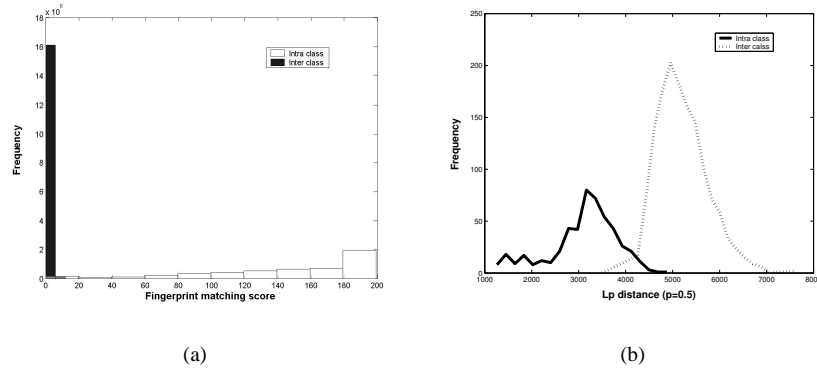 x 10⁶
18
16
14
12
10
8
6
4
2
0
Frequency
Intra class
Inter class
0 20 40 60 80 100 120 140 160 180 200
Fingerprint matching score
(a)
250
200
150
100
50
0
Frequency
Intra class
Inter calss
1000 2000 3000 4000 5000 6000 7000 800
Lp distance (p=0.5)
(b)